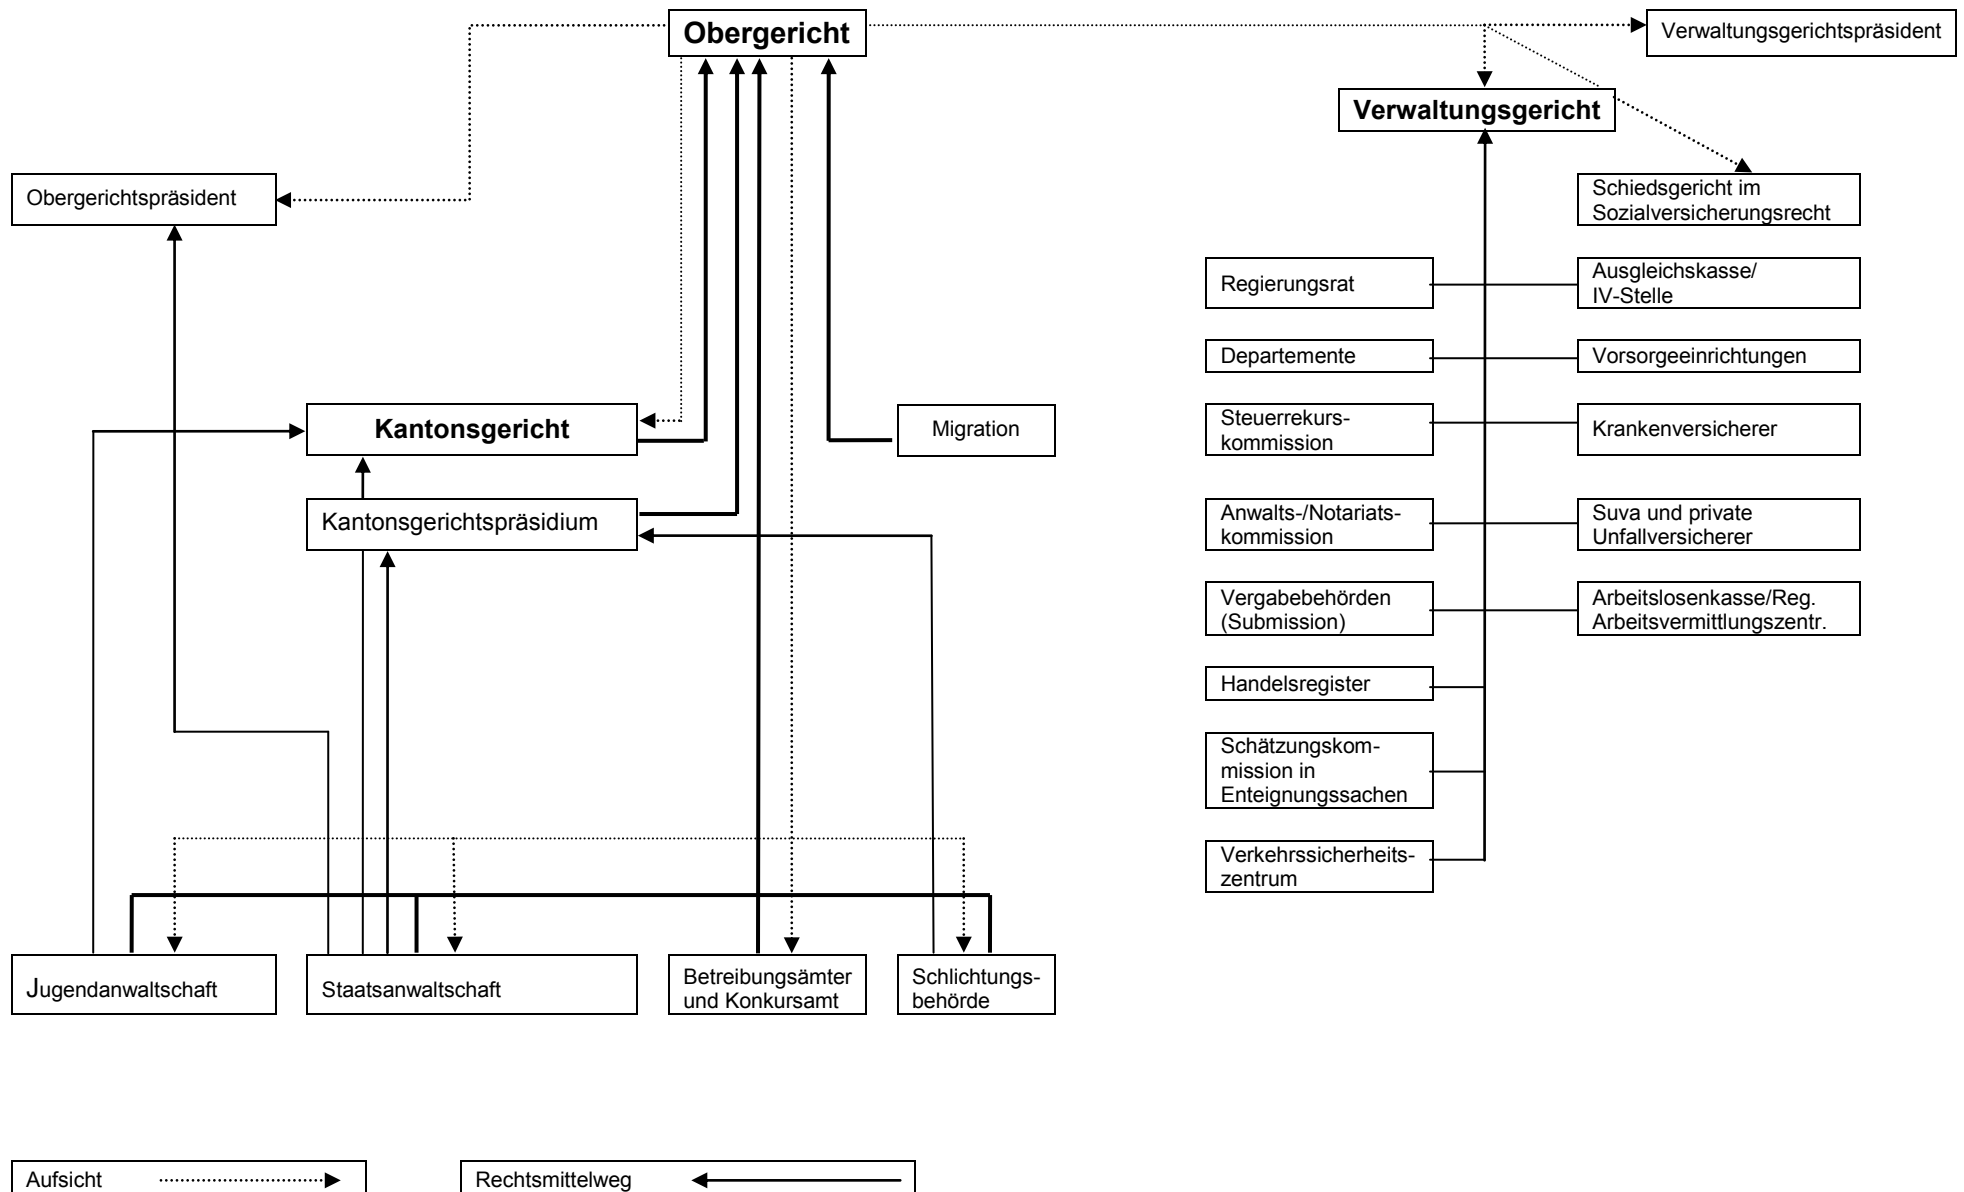 Obergericht
Verwaltungsgerichtspräsident
Verwaltungsgericht
Obergerichtspräsident
Schiedsgericht im
Sozialversicherungsrecht
Regierungsrat
Ausgleichskasse/
IV-Stelle
Departemente
Vorsorgeeinrichtungen
Kantonsgericht
Migration
Steuerrekurs-
kommission
Krankenversicherer
Kantonsgerichtspräsidium
Anwalts-/Notariats-
kommission
Suva und private
Unfallversicherer
Vergabebehörden
(Submission)
Arbeitslosenkasse/Reg.
Arbeitsvermittlungszentr.
Handelsregister
Schätzungskom-
mission in
Enteignungssachen
Verkehrssicherheits-
zentrum
Jugendanwaltschaft
Staatsanwaltschaft
Betreibungsämter
und Konkursamt
Schlichtungs-
behörde
Aufsicht
Rechtsmittelweg